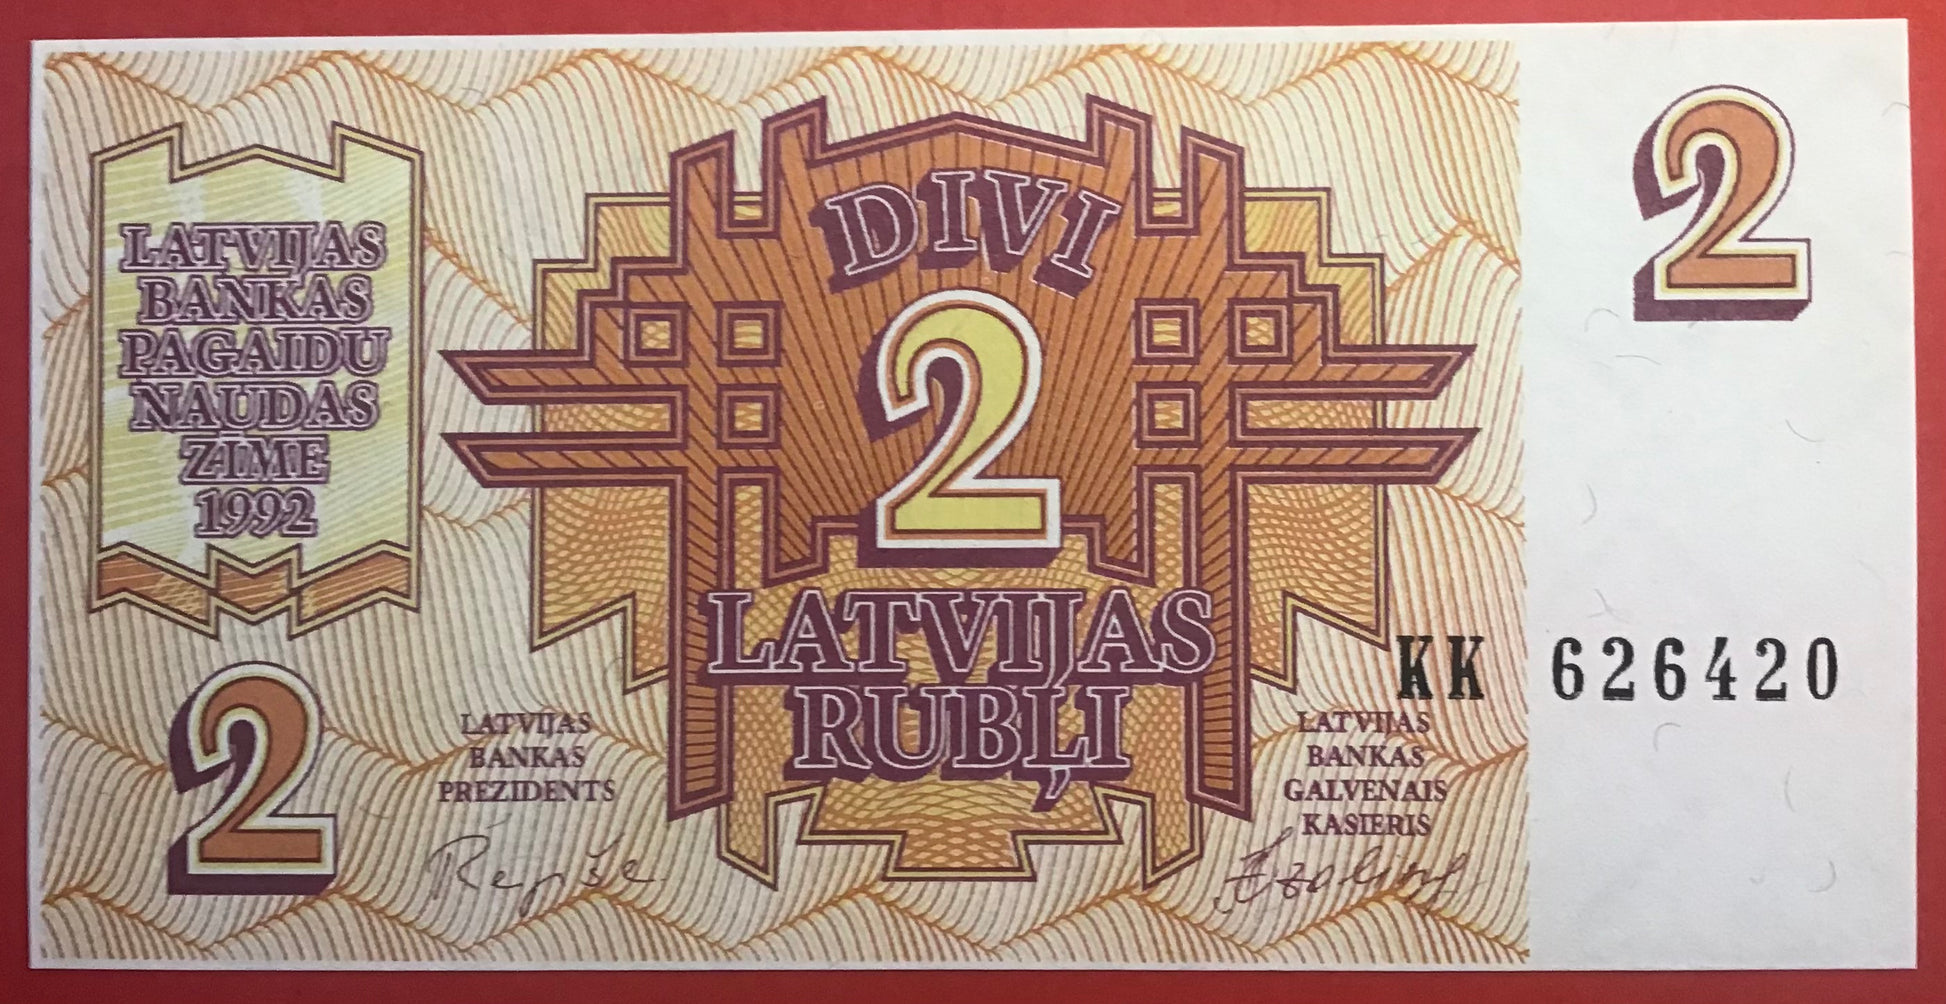 LATVIJAS
BANKAS
PAGAIDU
NAUDAS
ZĪME
1992
DIVI
2
LATVIJAS
RUBĻI
2
KK 626420
2
LATVIJAS
BANKAS
PREZIDENTS
LATVIJAS
BANKAS
GALVENAIS
KASIERIS